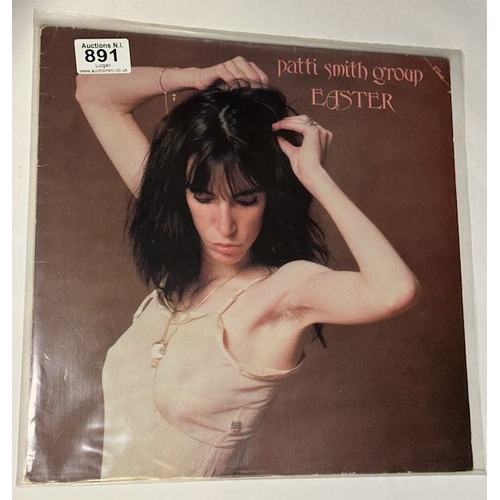 Auctions N.I.
891
Lurgan
www.auctionsni.co.uk
patti smith group
EASTER